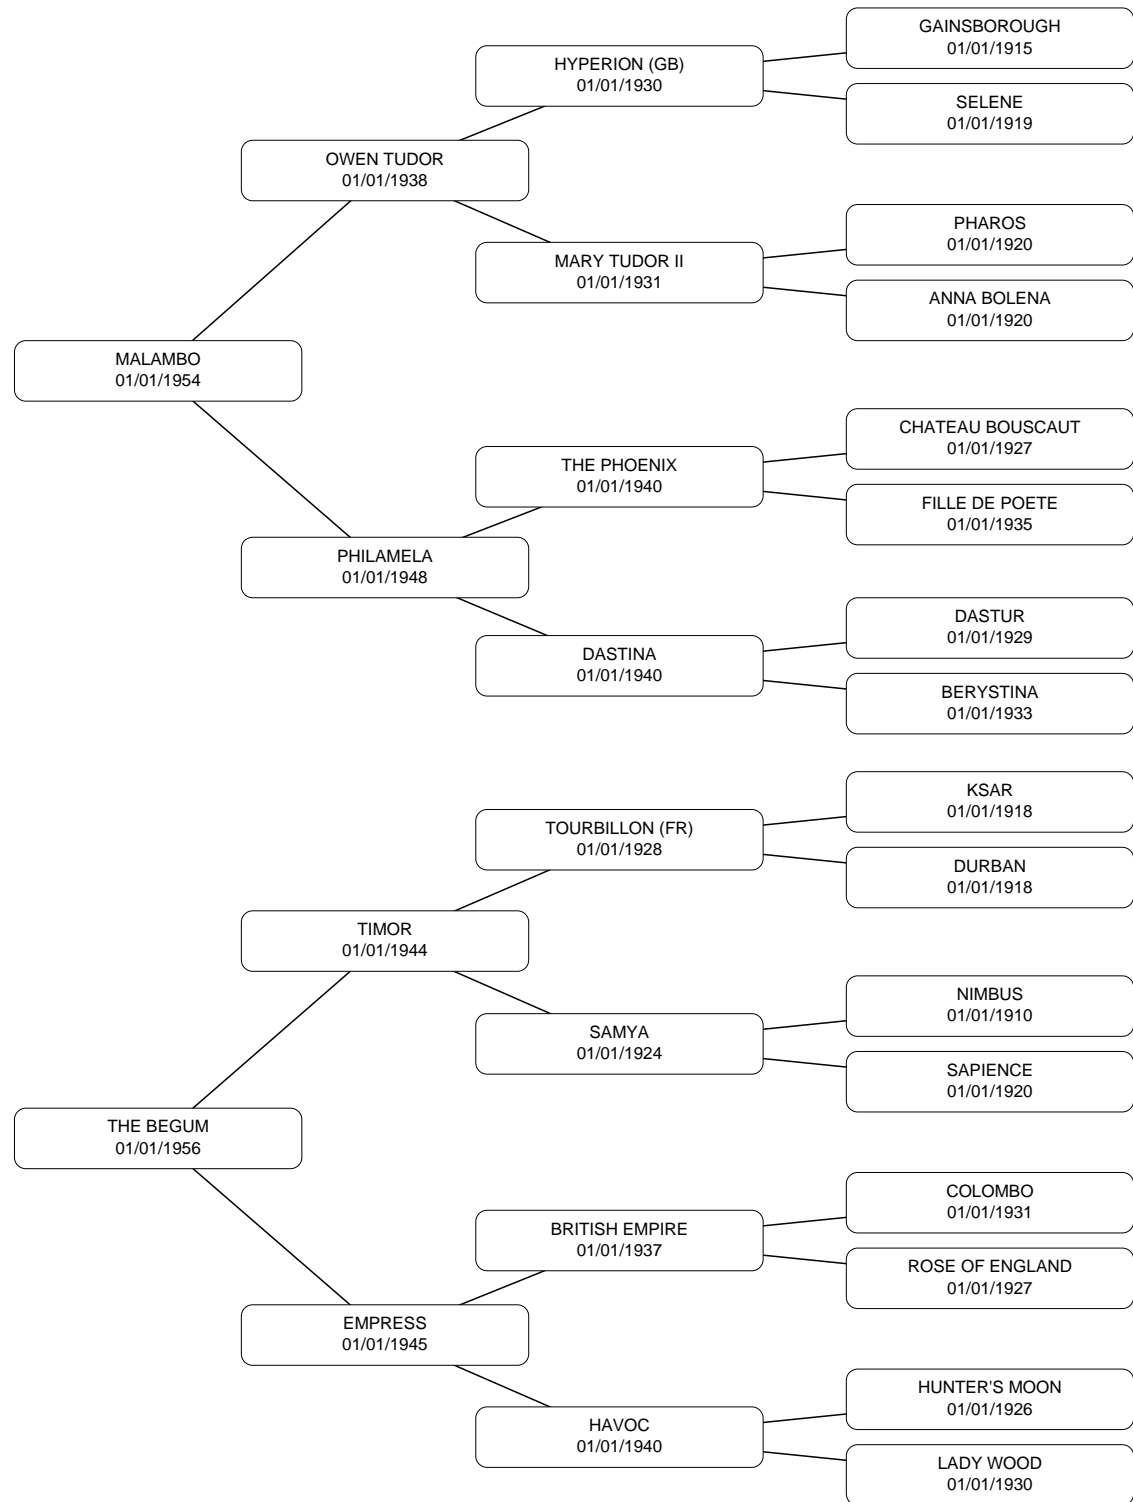 GAINSBOROUGH
01/01/1915
HYPERION (GB)
01/01/1930
SELENE
01/01/1919
OWEN TUDOR
01/01/1938
PHAROS
01/01/1920
MARY TUDOR II
01/01/1931
ANNA BOLENA
01/01/1920
MALAMBO
01/01/1954
CHATEAU BOUSCAUT
01/01/1927
THE PHOENIX
01/01/1940
FILLE DE POETE
01/01/1935
PHILAMELA
01/01/1948
DASTUR
01/01/1929
DASTINA
01/01/1940
BERYSTINA
01/01/1933
KSAR
01/01/1918
TOURBILLON (FR)
01/01/1928
DURBAN
01/01/1918
TIMOR
01/01/1944
NIMBUS
01/01/1910
SAMYA
01/01/1924
SAPIENCE
01/01/1920
THE BEGUM
01/01/1956
COLOMBO
01/01/1931
BRITISH EMPIRE
01/01/1937
ROSE OF ENGLAND
01/01/1927
EMPRESS
01/01/1945
HUNTER'S MOON
01/01/1926
HAVOC
01/01/1940
LADY WOOD
01/01/1930